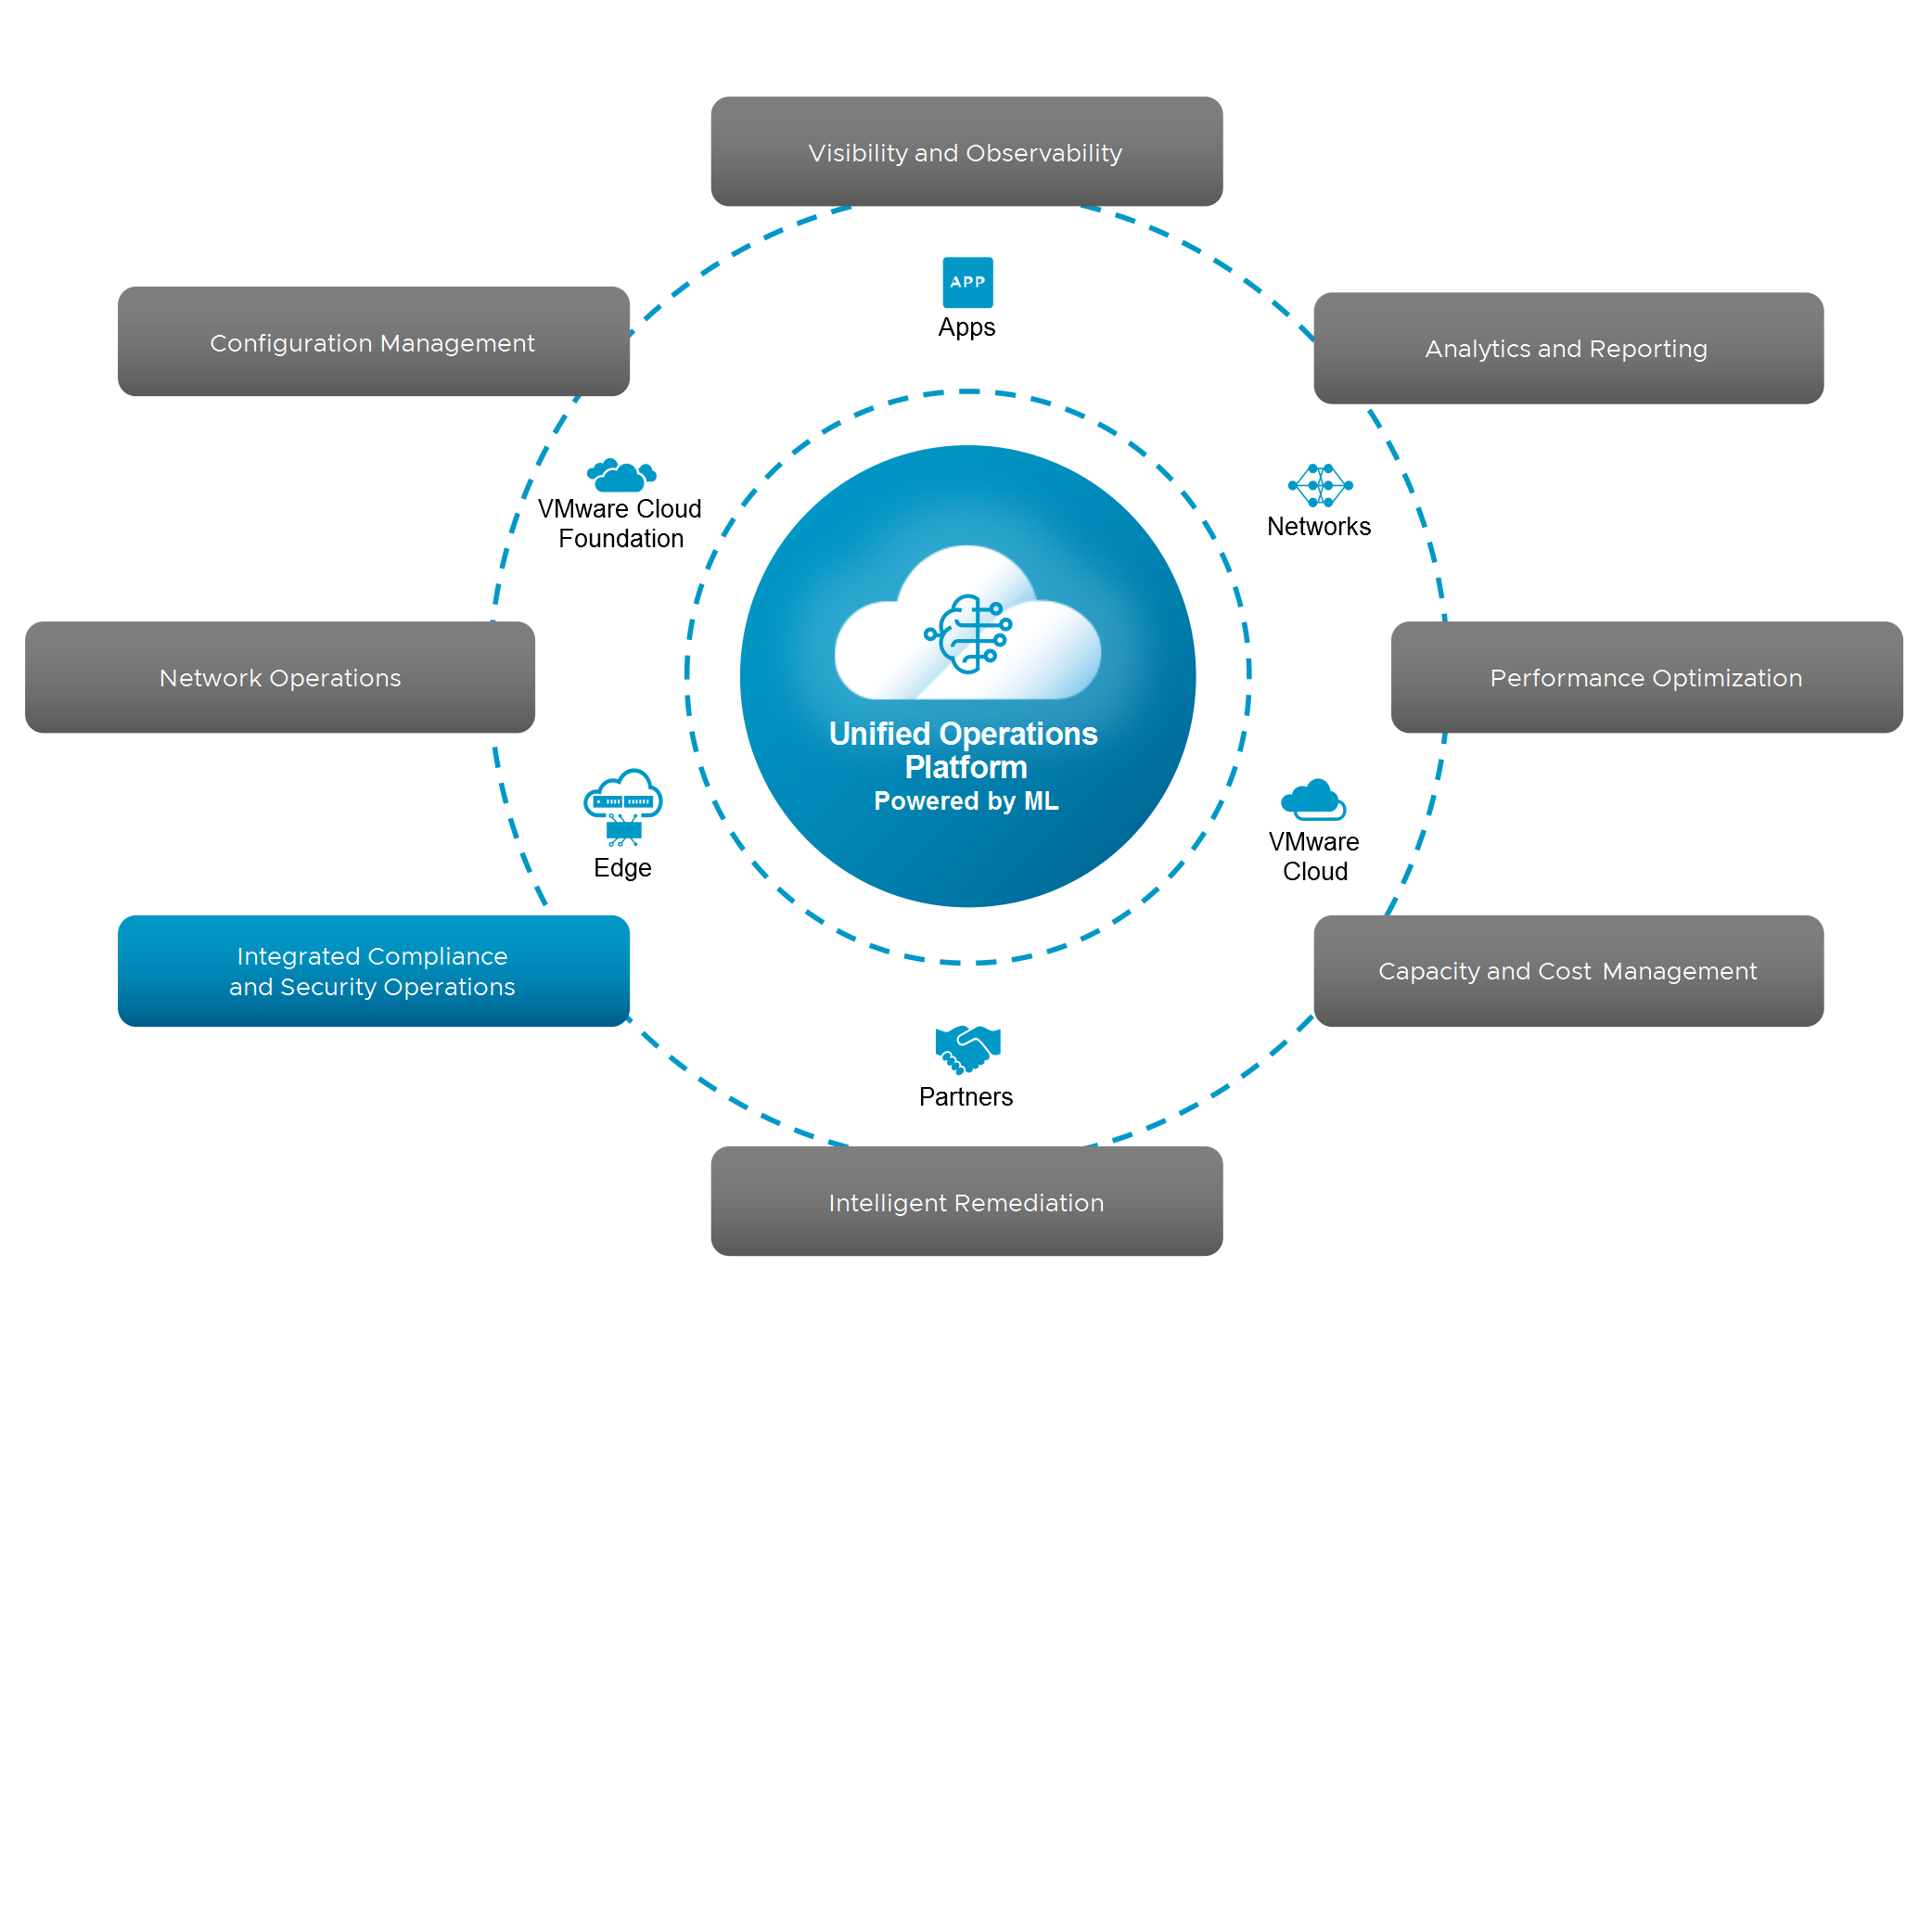 Visibility and Observability
APP
Apps
Configuration Management
Analytics and Reporting
VMware Cloud
Foundation
Networks
Network Operations
Unified Operations
Platform
Powered by ML
Performance Optimization
Edge
VMware
Cloud
Integrated Compliance
and Security Operations
Capacity and Cost Management
Partners
Intelligent Remediation